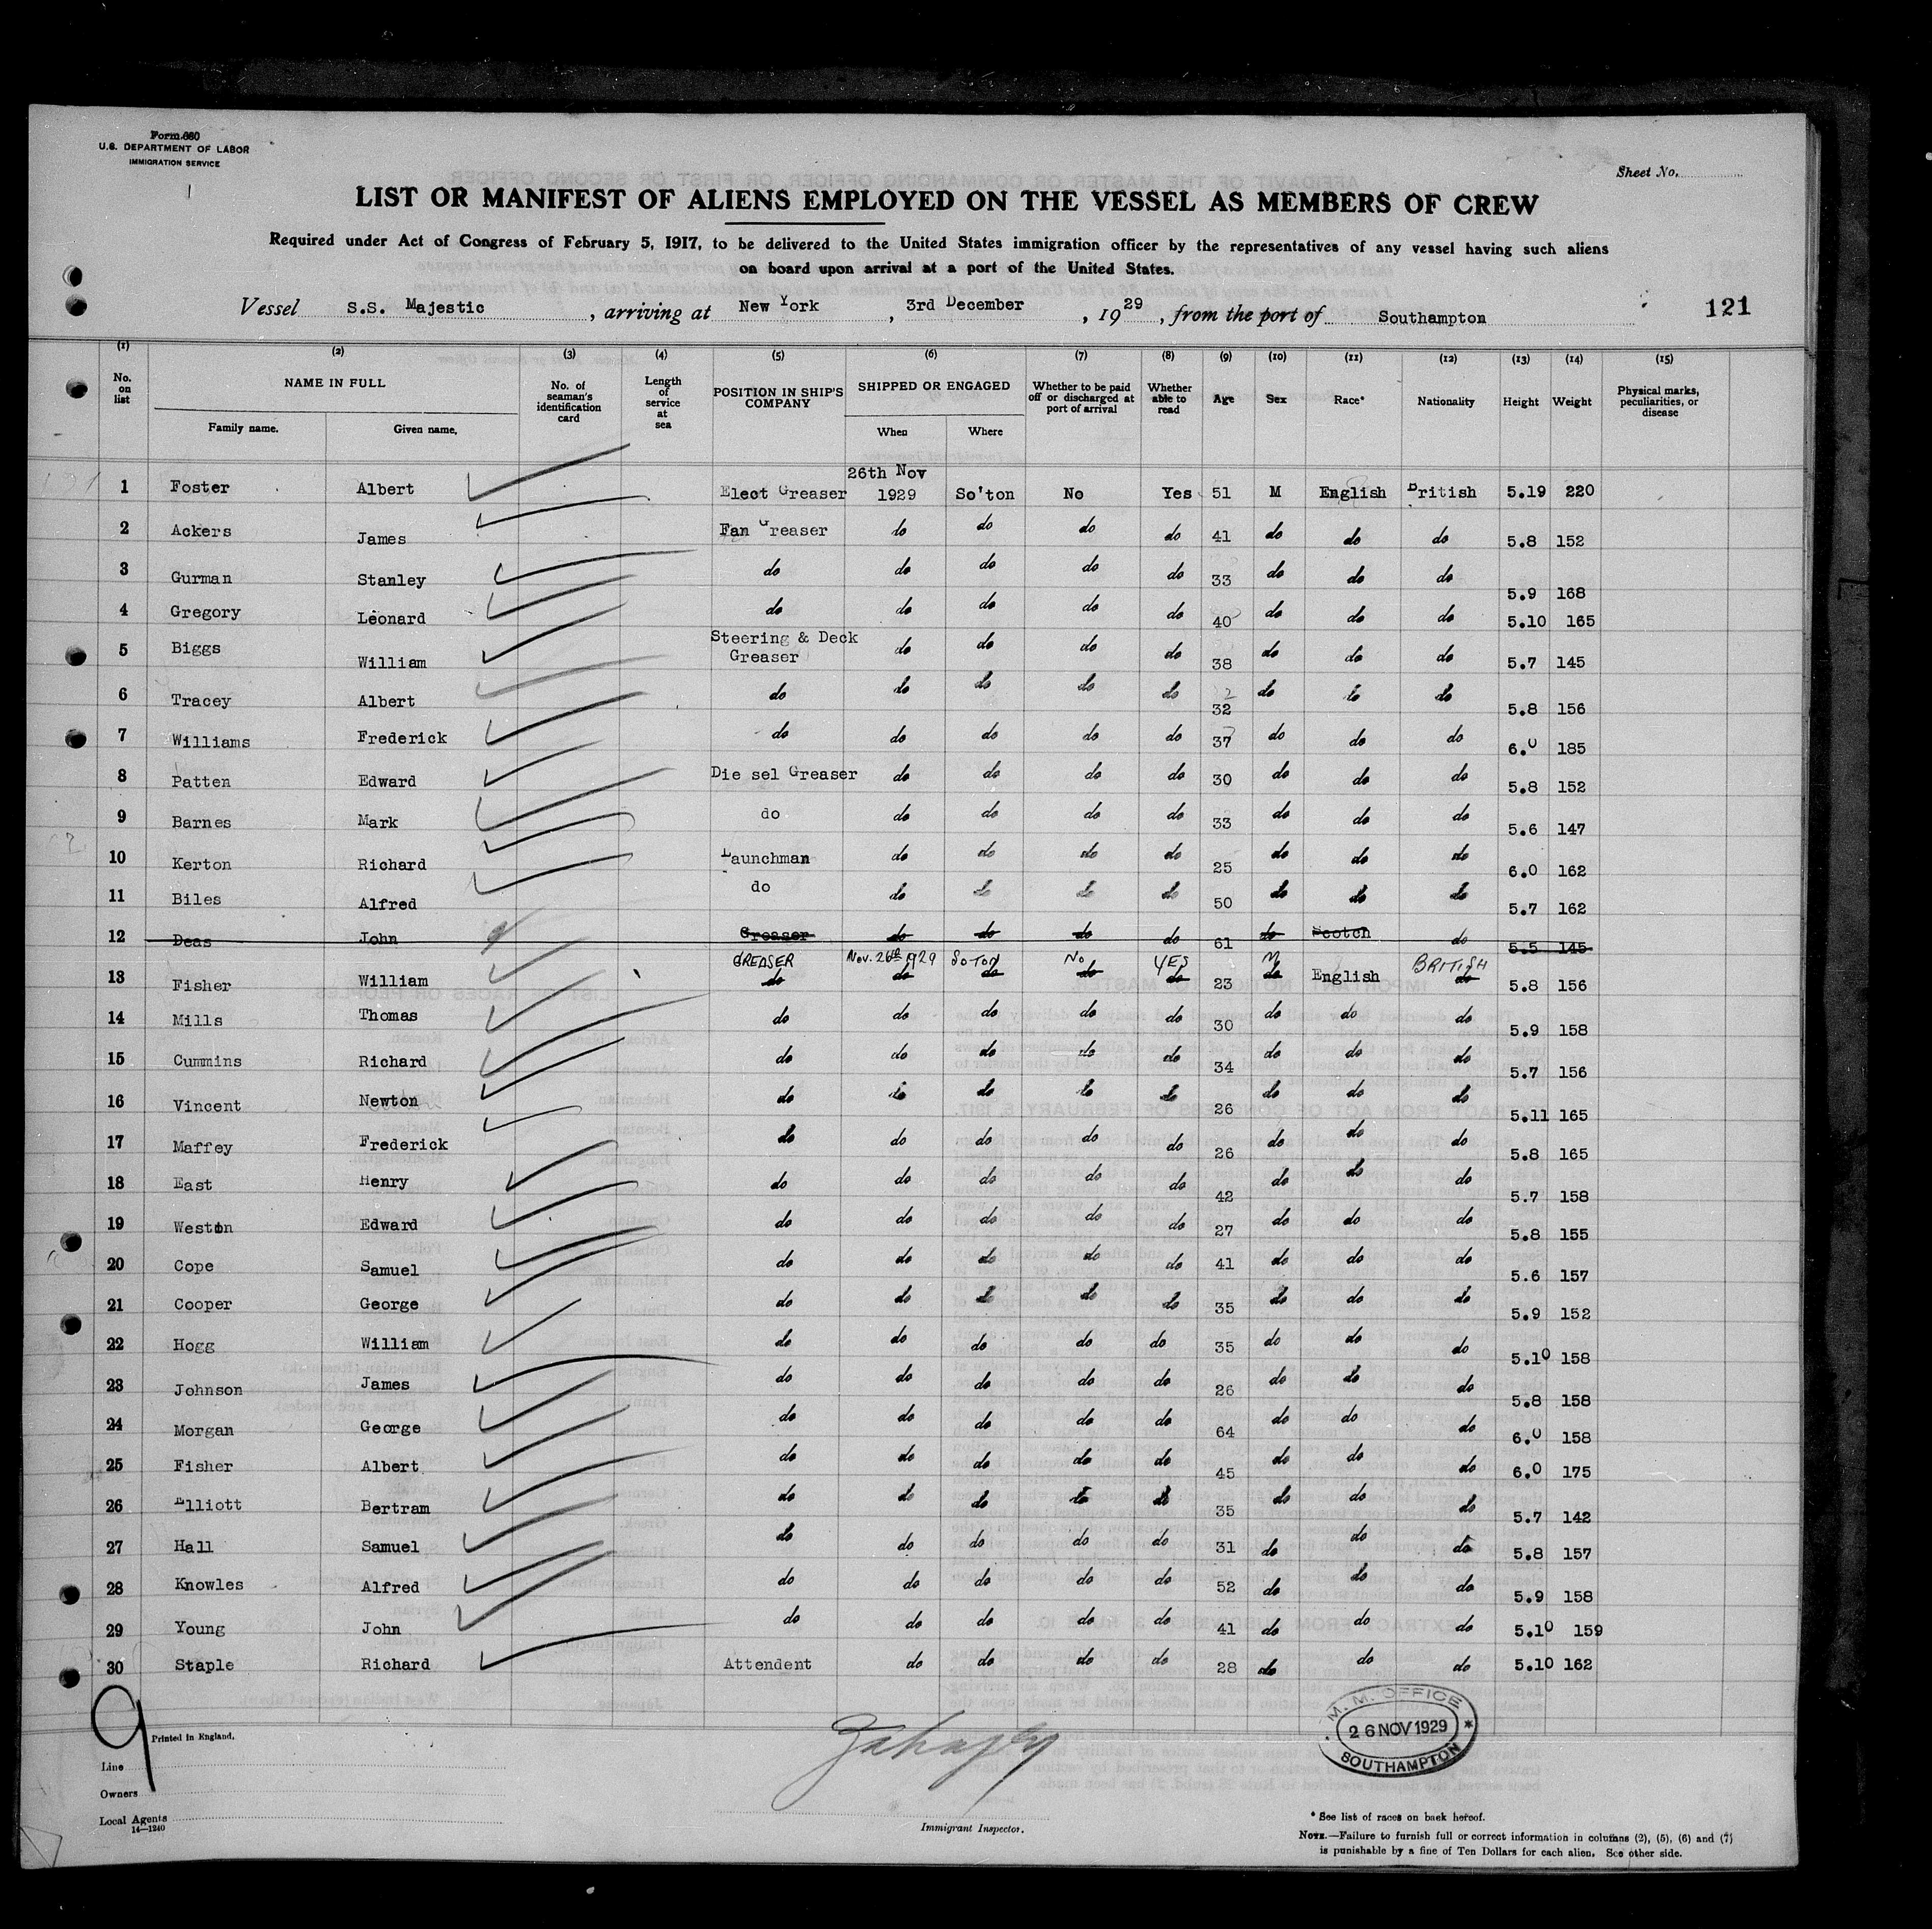 Form 680
U.S. DEPARTMENT OF LABOR
IMMIGRATION SERVICE
Sheet No.
LIST OR MANIFEST OF ALIENS EMPLOYED ON THE VESSEL AS MEMBERS OF CREW
Required under Act of Congress of February 5, 1917, to be delivered to the United States immigration officer by the representatives of any vessel having such aliens
on board upon arrival at a port of the United States.
Vessel S.S. Majestic, arriving at New York, 3rd December, 1929, from the port of Southampton 121
(1) (2) (3) (4) (5) (6) (7) (8) (9) (10) (11) (12) (13) (14) (15)
No. on list NAME IN FULL Family name. Given name. No. of seaman's identification card Length of service at sea POSITION IN SHIP'S COMPANY SHIPPED OR ENGAGED When Where Whether to be paid off or discharged at port of arrival Whether able to read Age Sex Race* Nationality Height Weight Physical marks, peculiarities, or disease
1 Foster Albert Elect Greaser 26th Nov 1929 So'ton No Yes 51 M English British 5.19 220
2 Ackers James Fan Greaser do do do do 41 do do do 5.8 152
3 Gurman Stanley do do do do do 33 do do do 5.9 168
4 Gregory Leonard do do do do do 40 do do do 5.10 165
5 Biggs William Steering & Deck Greaser do do do do 38 do do do 5.7 145
6 Tracey Albert do do do do do 32 do do do 5.8 156
7 Williams Frederick do do do do do 37 do do do 6.0 185
8 Patten Edward Die sel Greaser do do do do 30 do do do 5.8 152
9 Barnes Mark do do do do do 33 do do do 5.6 147
10 Kerton Richard Launchman do do do do 25 do do do 6.0 162
11 Biles Alfred do do do do do 50 do do do 5.7 162
12 Deas John Greaser do do do do 61 do Scotch do 5.5 145
GREASER Nov. 26th 1929 SoTon No YES M BRITISH
13 Fisher William do do do do do 23 do English do 5.8 156
14 Mills Thomas do do do do do 30 do do do 5.9 158
15 Cummins Richard do do do do do 34 do do do 5.7 156
16 Vincent Newton do do do do do 26 do do do 5.11 165
17 Maffey Frederick do do do do do 26 do do do 5.8 165
18 East Henry do do do do do 42 do do do 5.7 158
19 Weston Edward do do do do do 27 do do do 5.8 155
20 Cope Samuel do do do do do 41 do do do 5.6 157
21 Cooper George do do do do do 35 do do do 5.9 152
22 Hogg William do do do do do 35 do do do 5.10 158
23 Johnson James do do do do do 26 do do do 5.8 158
24 Morgan George do do do do do 64 do do do 6.0 158
25 Fisher Albert do do do do do 45 do do do 6.0 175
26 Elliott Bertram do do do do do 35 do do do 5.7 142
27 Hall Samuel do do do do do 31 do do do 5.8 157
28 Knowles Alfred do do do do do 52 do do do 5.9 158
29 Young John do do do do do 41 do do do 5.10 159
30 Staple Richard Attendent do do do do 28 do do do 5.10 162
9
Printed in England.
Line
Owners
Local Agents
14—1240
Immigrant Inspector.
M. M. OFFICE
26 NOV 1929
SOUTHAMPTON
* See list of races on back hereof.
NOTE.—Failure to furnish full or correct information in columns (2), (5), (6) and (7)
is punishable by a fine of Ten Dollars for each alien. See other side.